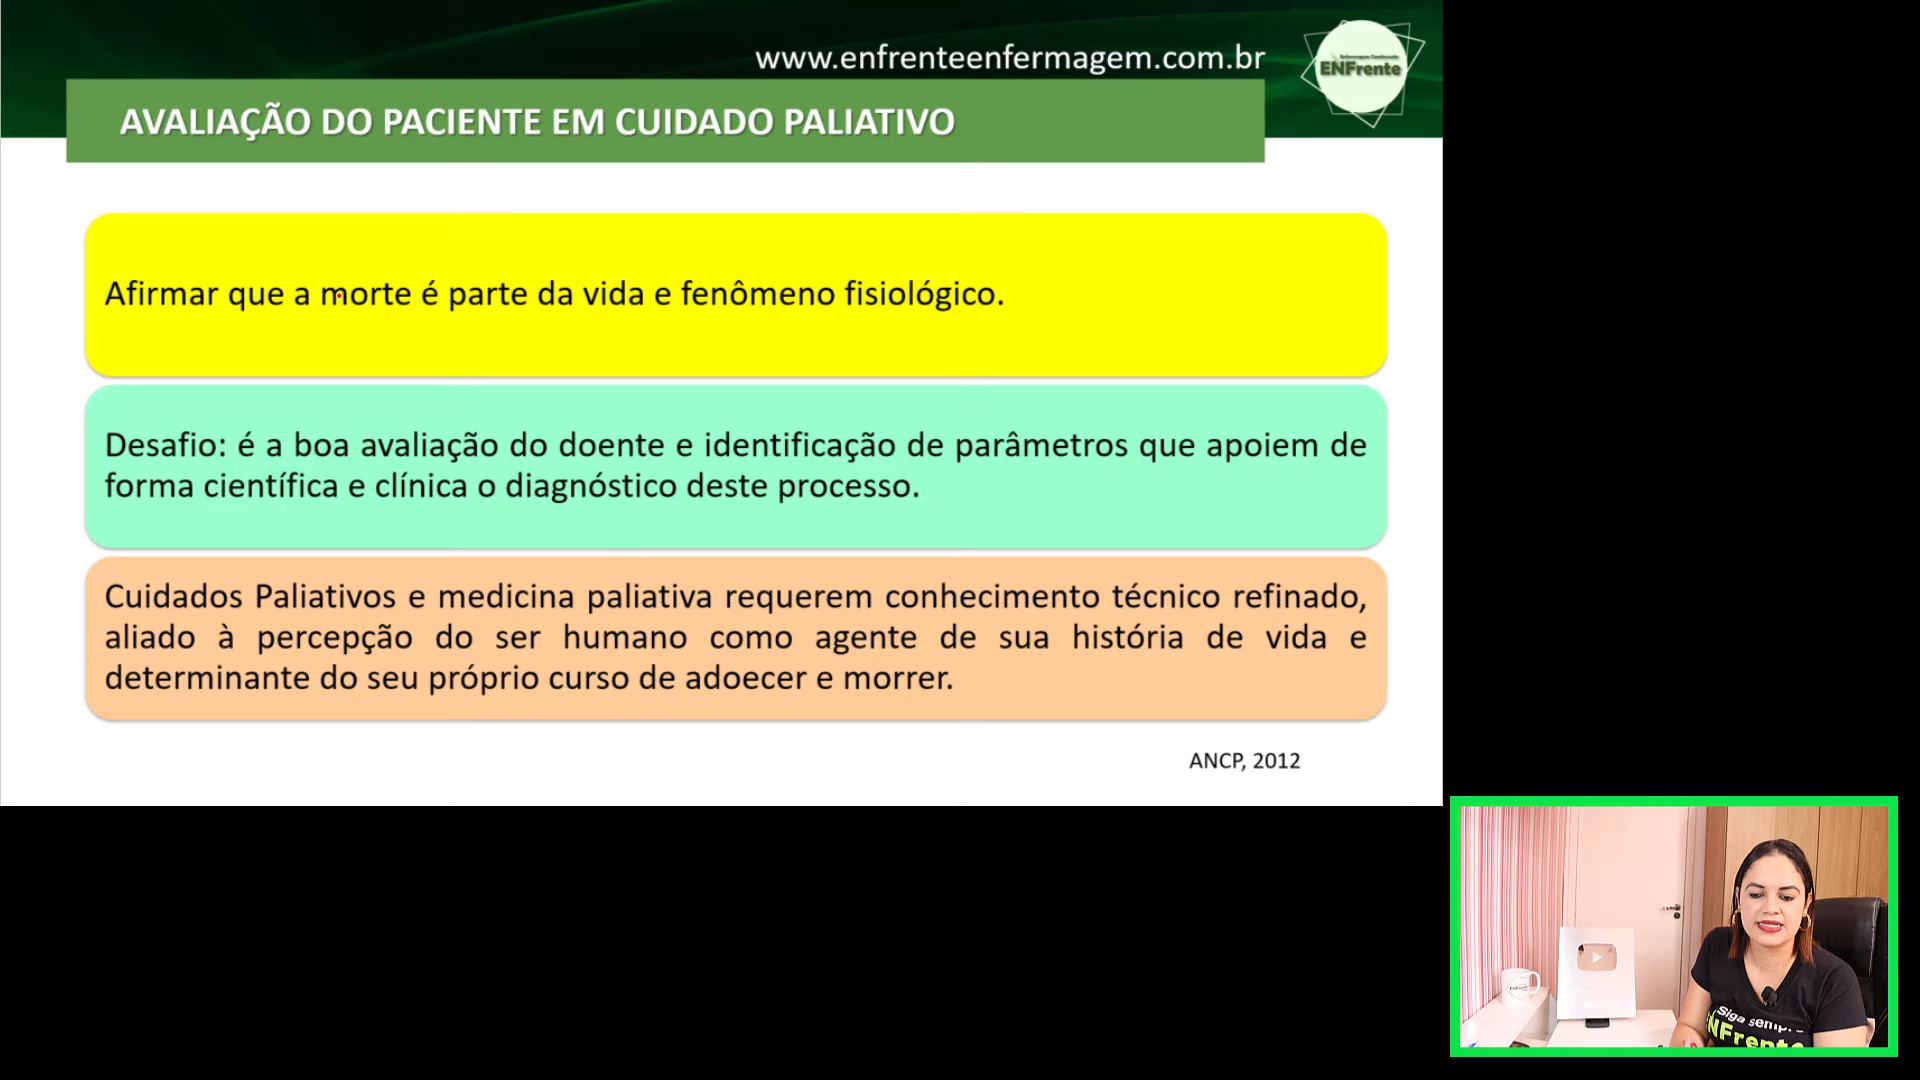 www.enfrenteenfermagem.com.br
ENFrente
AVALIAÇÃO DO PACIENTE EM CUIDADO PALIATIVO
Afirmar que a morte é parte da vida e fenômeno fisiológico.
Desafio: é a boa avaliação do doente e identificação de parâmetros que apoiem de
forma científica e clínica o diagnóstico deste processo.
Cuidados Paliativos e medicina paliativa requerem conhecimento técnico refinado,
aliado à percepção do ser humano como agente de sua história de vida e
determinante do seu próprio curso de adoecer e morrer.
ANCP, 2012
Siga